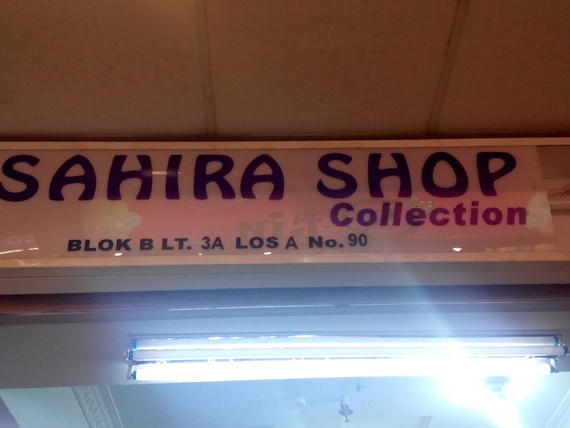 SAHIRA SHOP
Collection
BLOK B LT. 3A LOS A No. 90